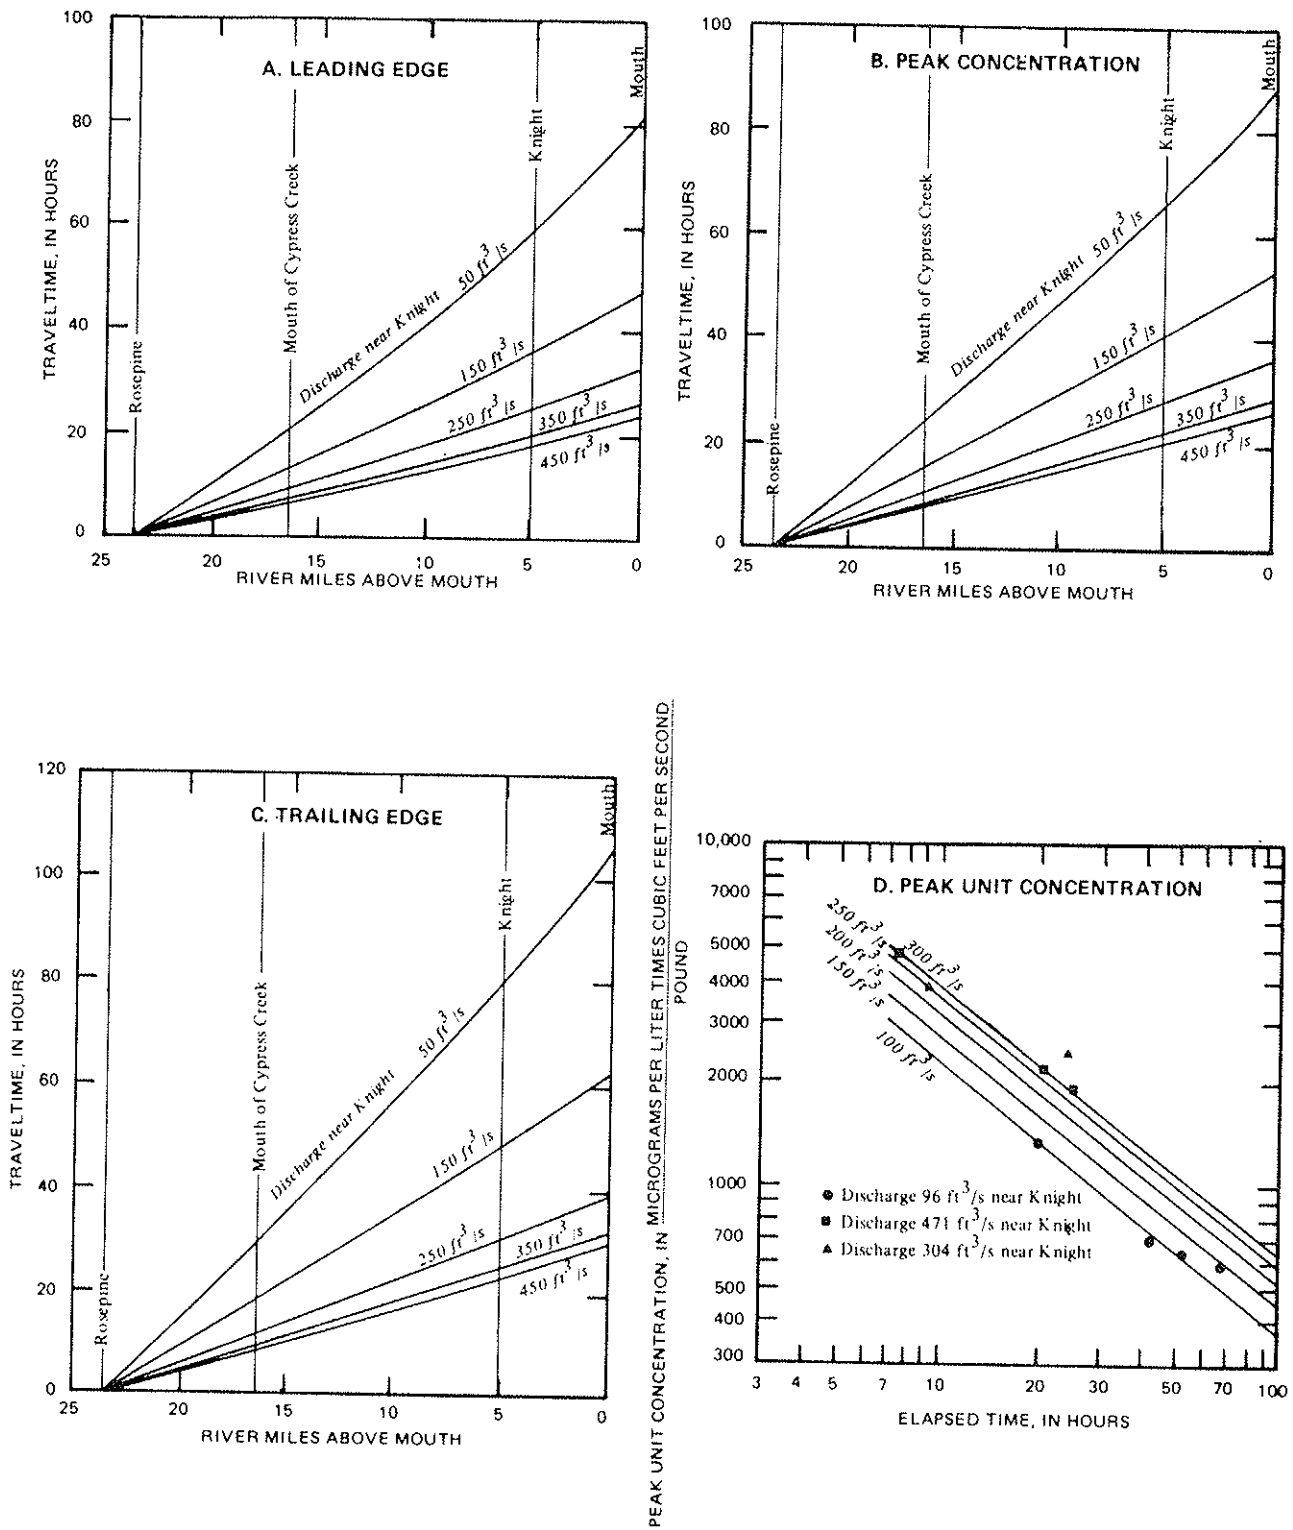 A. LEADING EDGE
100
80
60
40
20
0
TRAVELTIME, IN HOURS
Rosepine
Mouth of Cypress Creek
Knight
Mouth
Discharge near Knight 50 ft³/s
150 ft³/s
250 ft³/s
350 ft³/s
450 ft³/s
25 20 15 10 5 0
RIVER MILES ABOVE MOUTH
B. PEAK CONCENTRATION
100
80
60
40
20
0
TRAVELTIME, IN HOURS
Rosepine
Mouth of Cypress Creek
Knight
Mouth
Discharge near Knight 50 ft³/s
150 ft³/s
250 ft³/s
350 ft³/s
450 ft³/s
25 20 15 10 5 0
RIVER MILES ABOVE MOUTH
C. TRAILING EDGE
120
100
80
60
40
20
0
TRAVELTIME, IN HOURS
Rosepine
Mouth of Cypress Creek
Knight
Mouth
Discharge near Knight 50 ft³/s
150 ft³/s
250 ft³/s
350 ft³/s
450 ft³/s
25 20 15 10 5 0
RIVER MILES ABOVE MOUTH
PEAK UNIT CONCENTRATION, IN MICROGRAMS PER LITER TIMES CUBIC FEET PER SECOND
POUND
D. PEAK UNIT CONCENTRATION
10,000
7000
5000
4000
3000
2000
1000
700
500
400
300
250 ft³/s
300 ft³/s
200 ft³/s
150 ft³/s
100 ft³/s
Discharge 96 ft³/s near Knight
Discharge 471 ft³/s near Knight
Discharge 304 ft³/s near Knight
3 4 5 7 10 20 30 50 70 100
ELAPSED TIME, IN HOURS